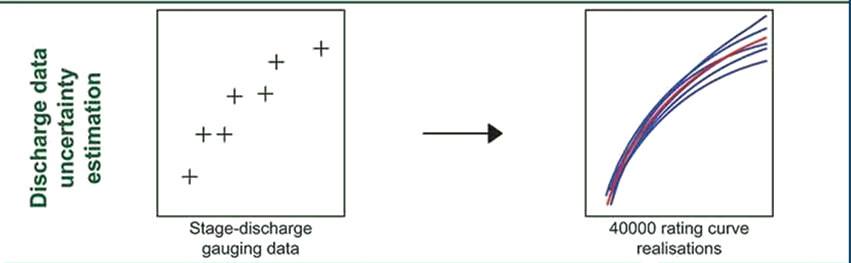 Discharge data
uncertainty
estimation
Stage-discharge
gauging data
40000 rating curve
realisations